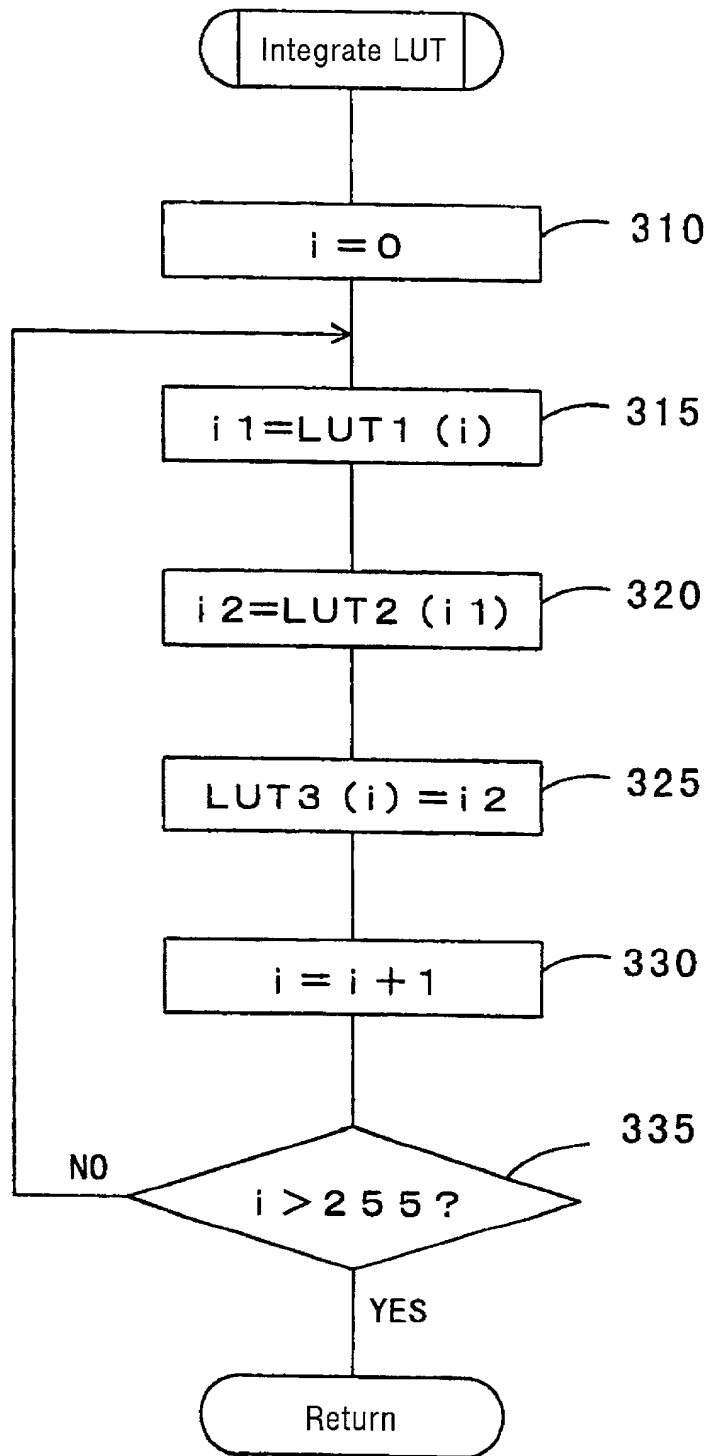 Integrate LUT
i=0
310
i1=LUT1 (i)
315
i2=LUT2 (i1)
320
LUT3 (i)=i2
325
i=i+1
330
335
NO
i>255?
YES
Return